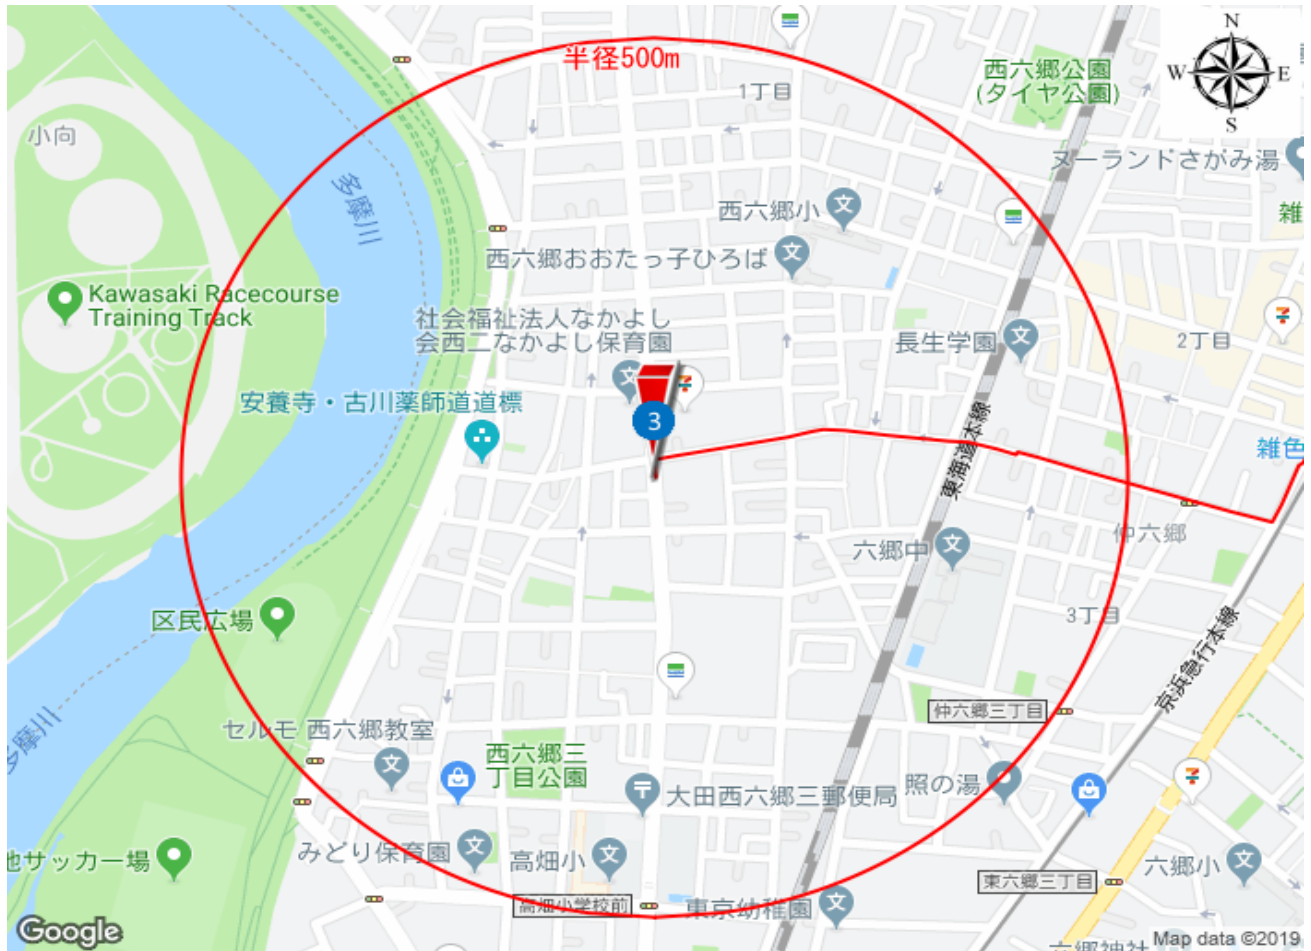 半径500m
N
W
E
S
西六郷公園
(タイヤ公園)
1丁目
小向
ヌーランドさがみ湯
多摩川
西六郷小
雑
西六郷おおたっ子ひろば
Kawasaki Racecourse
Training Track
社会福祉法人なかよし
会西二なかよし保育園
長生学園
2丁目
安養寺・古川薬師道道標
3
東海道本線
雑色
仲六郷
六郷中
区民広場
3丁目
京浜急行本線
多摩川
仲六郷三丁目
セルモ 西六郷教室
西六郷三
丁目公園
大田西六郷三郵便局
照の湯
みどり保育園
高畑小
地サッカー場
六郷小
東六郷三丁目
高畑小学校前
東京幼稚園
六郷神社
Google
Map data ©2019